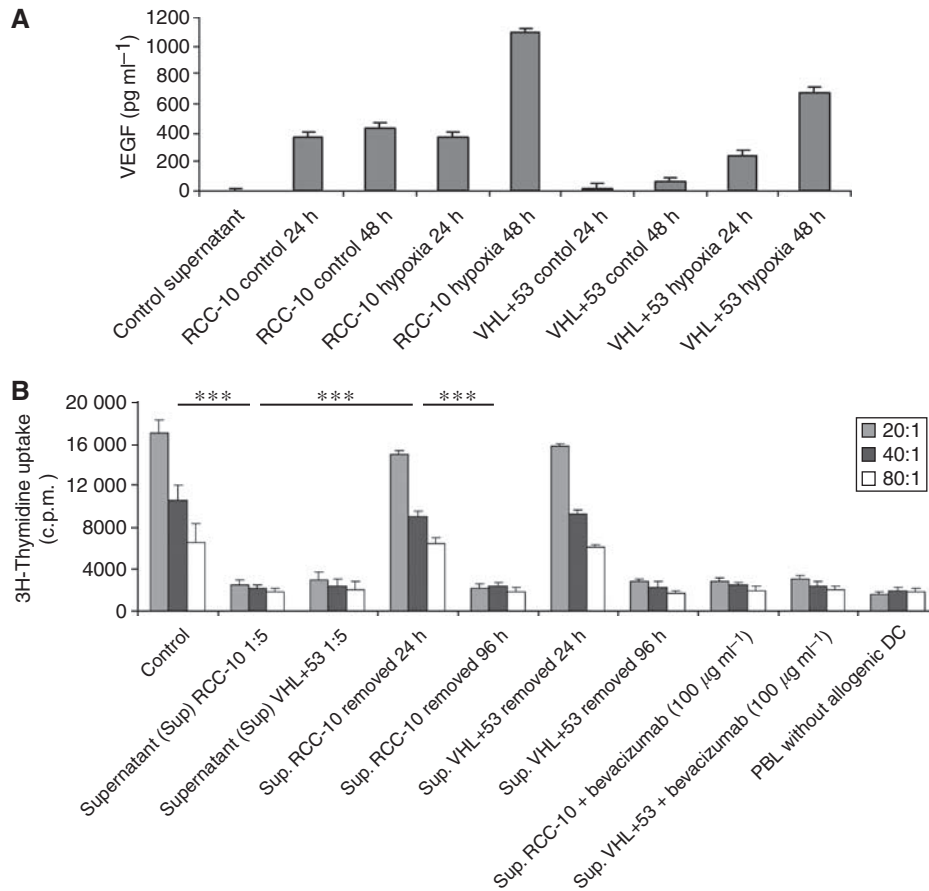 A
VEGF (pg ml−1)
1200
1000
800
600
400
200
0
Control supernatant
RCC-10 control 24 h
RCC-10 control 48 h
RCC-10 hypoxia 24 h
RCC-10 hypoxia 48 h
VHL+53 contol 24 h
VHL+53 contol 48 h
VHL+53 hypoxia 24 h
VHL+53 hypoxia 48 h
B
3H-Thymidine uptake
(c.p.m.)
20 000
16 000
12 000
8000
4000
0
***
***
***
20:1
40:1
80:1
Control
Supernatant (Sup) RCC-10 1:5
Supernatant (Sup) VHL+53 1:5
Sup. RCC-10 removed 24 h
Sup. RCC-10 removed 96 h
Sup. VHL+53 removed 24 h
Sup. VHL+53 removed 96 h
Sup. RCC-10 + bevacizumab (100 μg ml−1)
Sup. VHL+53 + bevacizumab (100 μg ml−1)
PBL without allogenic DC